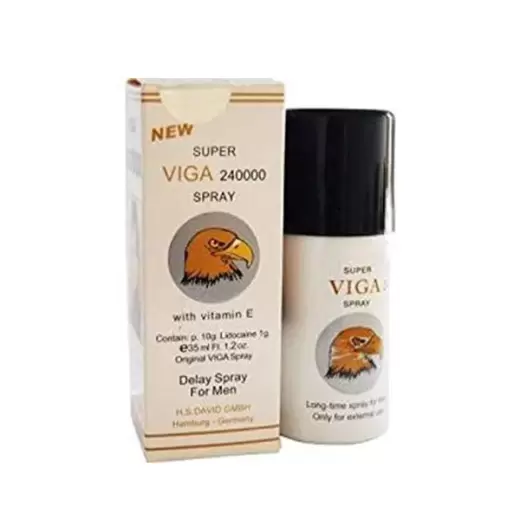 NEW
SUPER
VIGA 240000
SPRAY
with vitamin E
Contain: p. 10g. Lidocaine 1g.
℮35 ml Fl. 1.2 oz.
Original VIGA Spray
Delay Spray
For Men
H.S. DAVID GMBH
Hamburg - Germany
SUPER
VIGA
SPRAY
Long-time spray for
Only for external